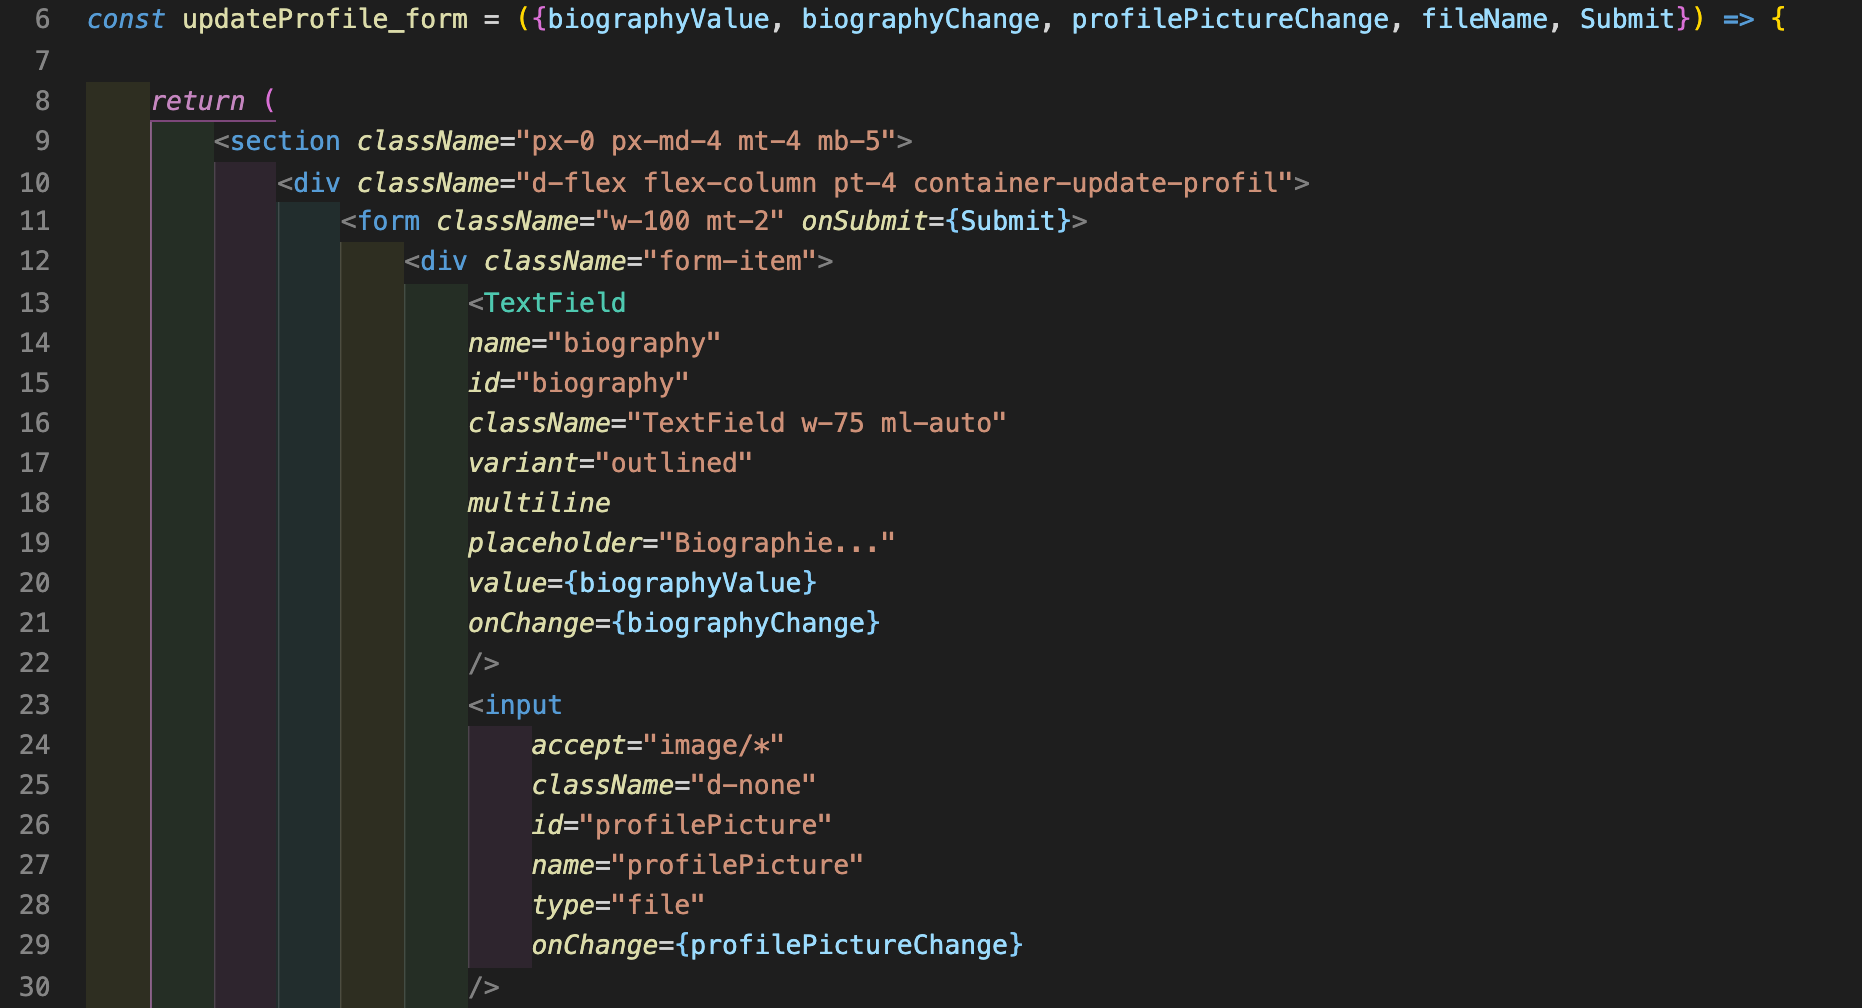 6 const updateProfile_form = ({biographyValue, biographyChange, profilePictureChange, fileName, Submit}) => {
7
8 return (
9 <section className="px-0 px-md-4 mt-4 mb-5">
10 <div className="d-flex flex-column pt-4 container-update-profil">
11 <form className="w-100 mt-2" onSubmit={Submit}>
12 <div className="form-item">
13 <TextField
14 name="biography"
15 id="biography"
16 className="TextField w-75 ml-auto"
17 variant="outlined"
18 multiline
19 placeholder="Biographie..."
20 value={biographyValue}
21 onChange={biographyChange}
22 />
23 <input
24 accept="image/*"
25 className="d-none"
26 id="profilePicture"
27 name="profilePicture"
28 type="file"
29 onChange={profilePictureChange}
30 />